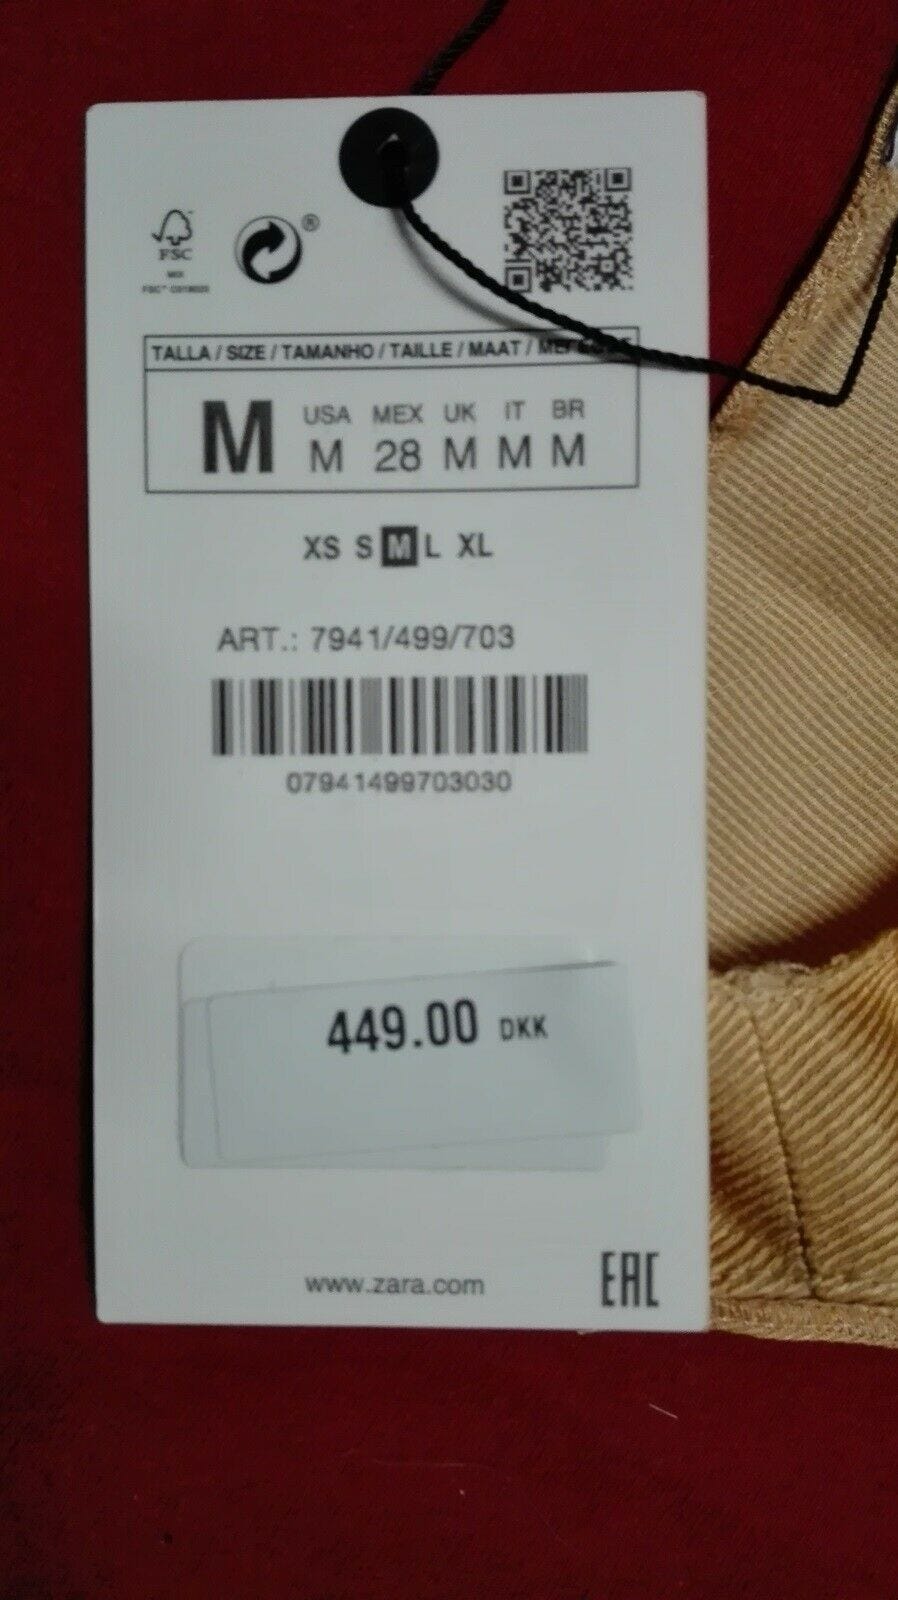 ®
FSC
MIX
TALLA / SIZE / TAMANHO / TAILLE / MAAT /
M USA MEX UK IT BR
M 28 M M M
XS S M L XL
ART.: 7941/499/703
07941499703030
449.00 DKK
www.zara.com
EAC